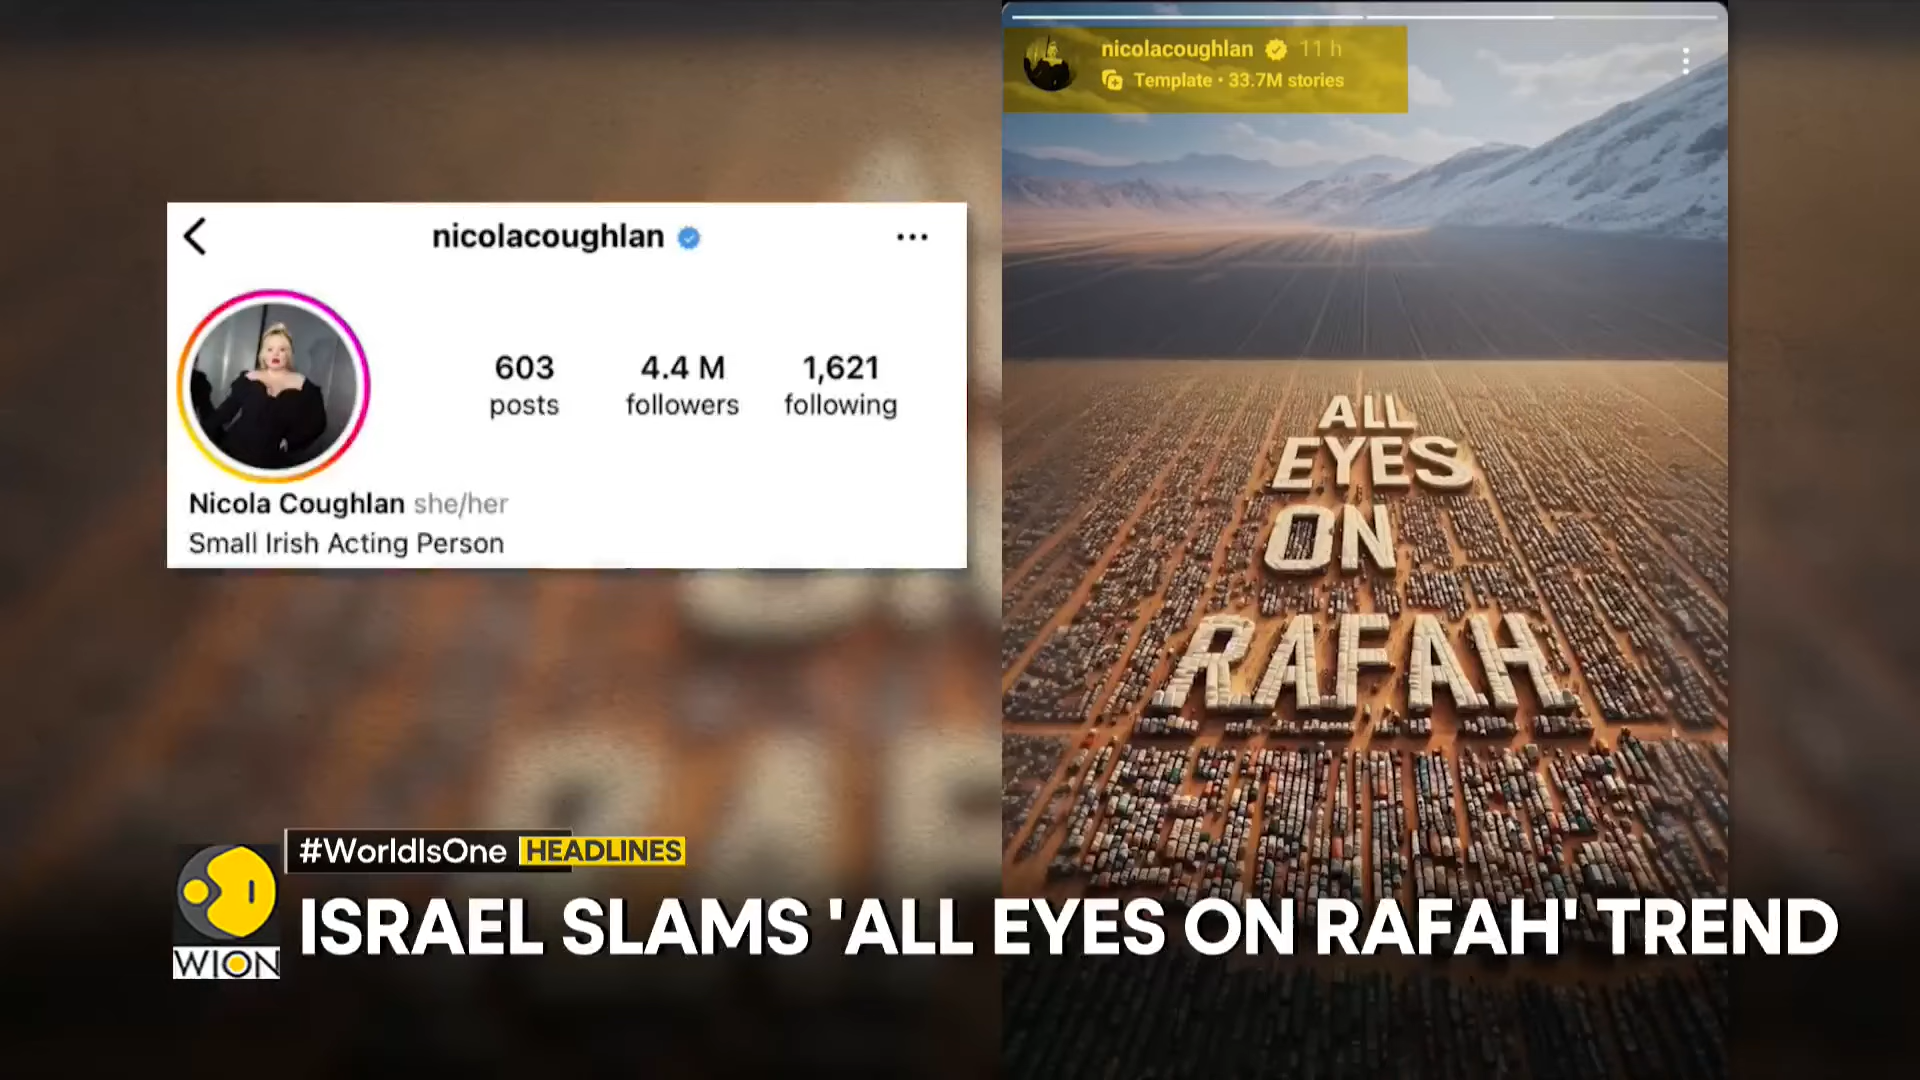 nicolacoughlan
603 4.4 M 1,621
posts followers following
Nicola Coughlan she/her
Small Irish Acting Person
nicolacoughlan 11 h
Template • 33.7M stories
ALL
EYES
ON
RAFAH
#WorldIsOne HEADLINES
ISRAEL SLAMS 'ALL EYES ON RAFAH' TREND
WION